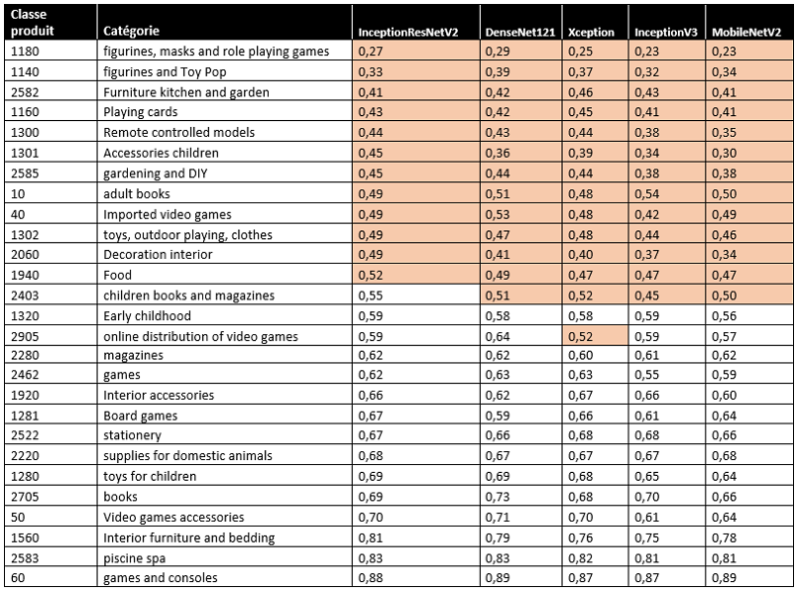 Classe produit Catégorie InceptionResNetV2 DenseNet121 Xception InceptionV3 MobileNetV2
1180 figurines, masks and role playing games 0,27 0,29 0,25 0,23 0,23
1140 figurines and Toy Pop 0,33 0,39 0,37 0,32 0,34
2582 Furniture kitchen and garden 0,41 0,42 0,46 0,43 0,41
1160 Playing cards 0,43 0,42 0,45 0,41 0,41
1300 Remote controlled models 0,44 0,43 0,44 0,38 0,35
1301 Accessories children 0,45 0,36 0,39 0,34 0,30
2585 gardening and DIY 0,45 0,44 0,44 0,38 0,38
10 adult books 0,49 0,51 0,48 0,54 0,50
40 Imported video games 0,49 0,53 0,48 0,42 0,49
1302 toys, outdoor playing, clothes 0,49 0,47 0,48 0,44 0,46
2060 Decoration interior 0,49 0,41 0,40 0,37 0,34
1940 Food 0,52 0,49 0,47 0,47 0,47
2403 children books and magazines 0,55 0,51 0,52 0,45 0,50
1320 Early childhood 0,59 0,58 0,58 0,59 0,56
2905 online distribution of video games 0,59 0,64 0,52 0,59 0,57
2280 magazines 0,62 0,62 0,60 0,61 0,62
2462 games 0,62 0,63 0,63 0,55 0,59
1920 Interior accessories 0,66 0,62 0,67 0,66 0,60
1281 Board games 0,67 0,59 0,66 0,61 0,64
2522 stationery 0,67 0,66 0,68 0,68 0,66
2220 supplies for domestic animals 0,68 0,67 0,67 0,67 0,68
1280 toys for children 0,69 0,69 0,68 0,65 0,64
2705 books 0,69 0,73 0,68 0,70 0,66
50 Video games accessories 0,70 0,71 0,70 0,61 0,64
1560 Interior furniture and bedding 0,81 0,79 0,76 0,75 0,78
2583 piscine spa 0,83 0,83 0,82 0,81 0,81
60 games and consoles 0,88 0,89 0,87 0,87 0,89